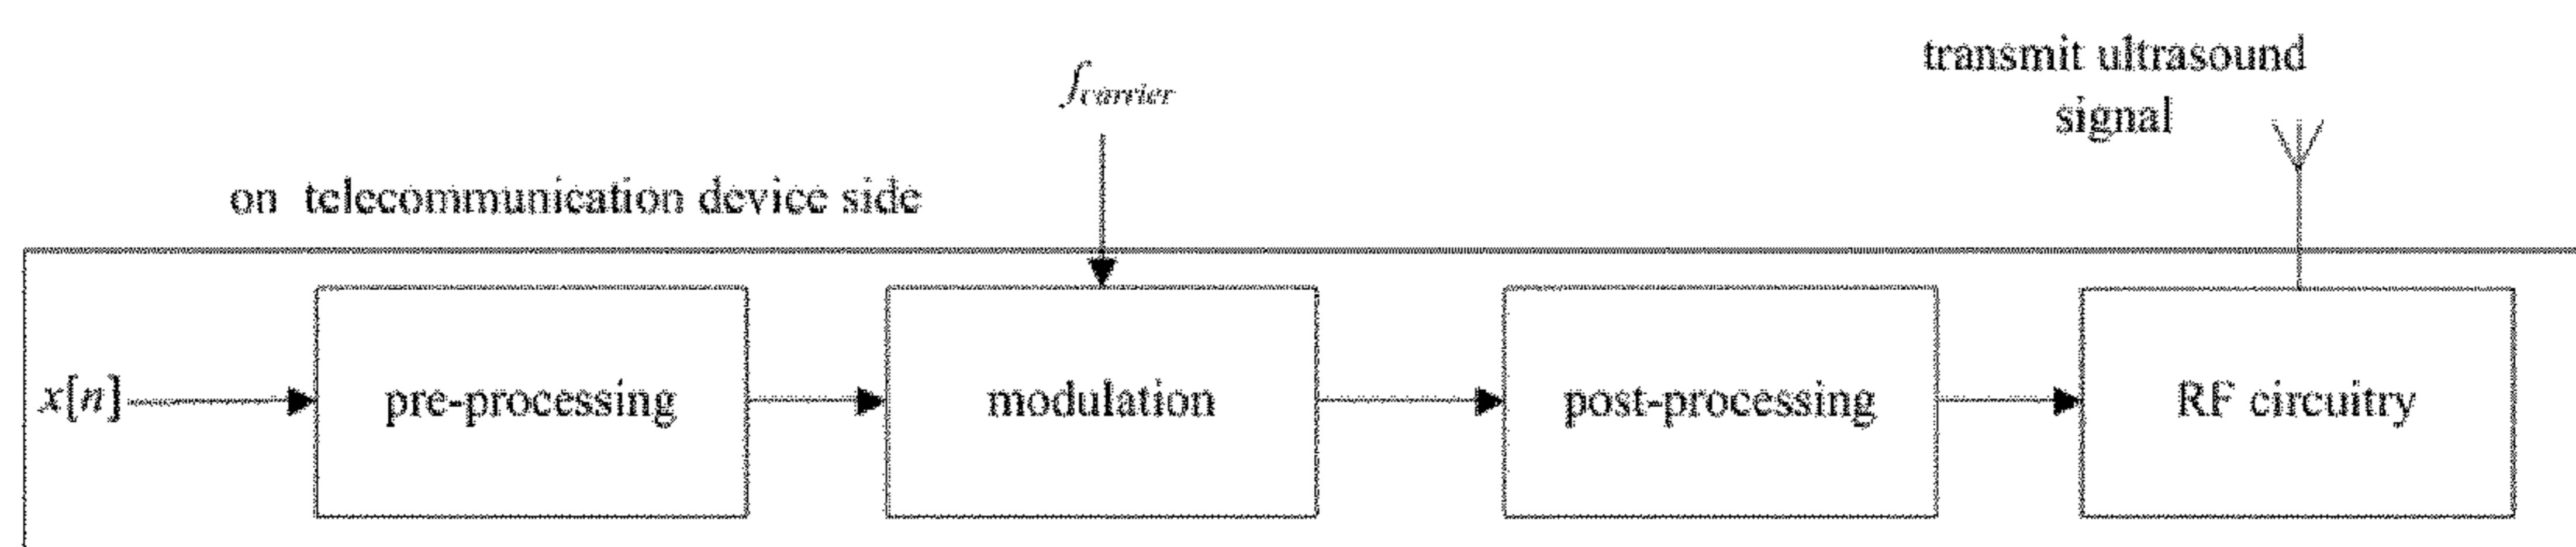 transmit ultrasound
signal
f_carrier
on telecommunication device side
x[n]
pre-processing
modulation
post-processing
RF circuitry